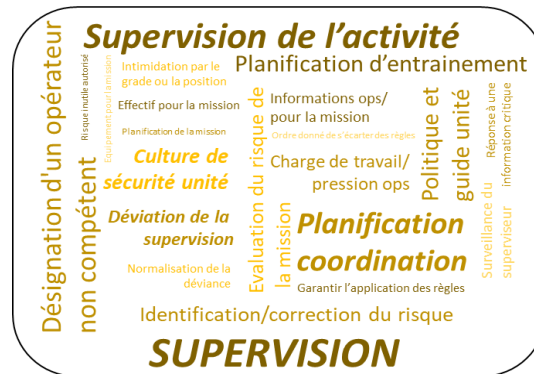 Supervision de l'activité
Désignation d'un opérateur
non compétent
Risque inutile autorisé
Equipement pour la mission
Intimidation par le
grade ou la position
Planification d'entrainement
Effectif pour la mission
Planification de la mission
Culture de
sécurité unité
Déviation de la
supervision
Normalisation de la
déviance
Evaluation du risque de
la mission
Informations ops/
pour la mission
Ordre donné de s'écarter des règles
Charge de travail/
pression ops
Politique et
guide unité
Réponse à une
information critique
Surveillance du
superviseur
Planification
coordination
Garantir l'application des règles
Identification/correction du risque
SUPERVISION